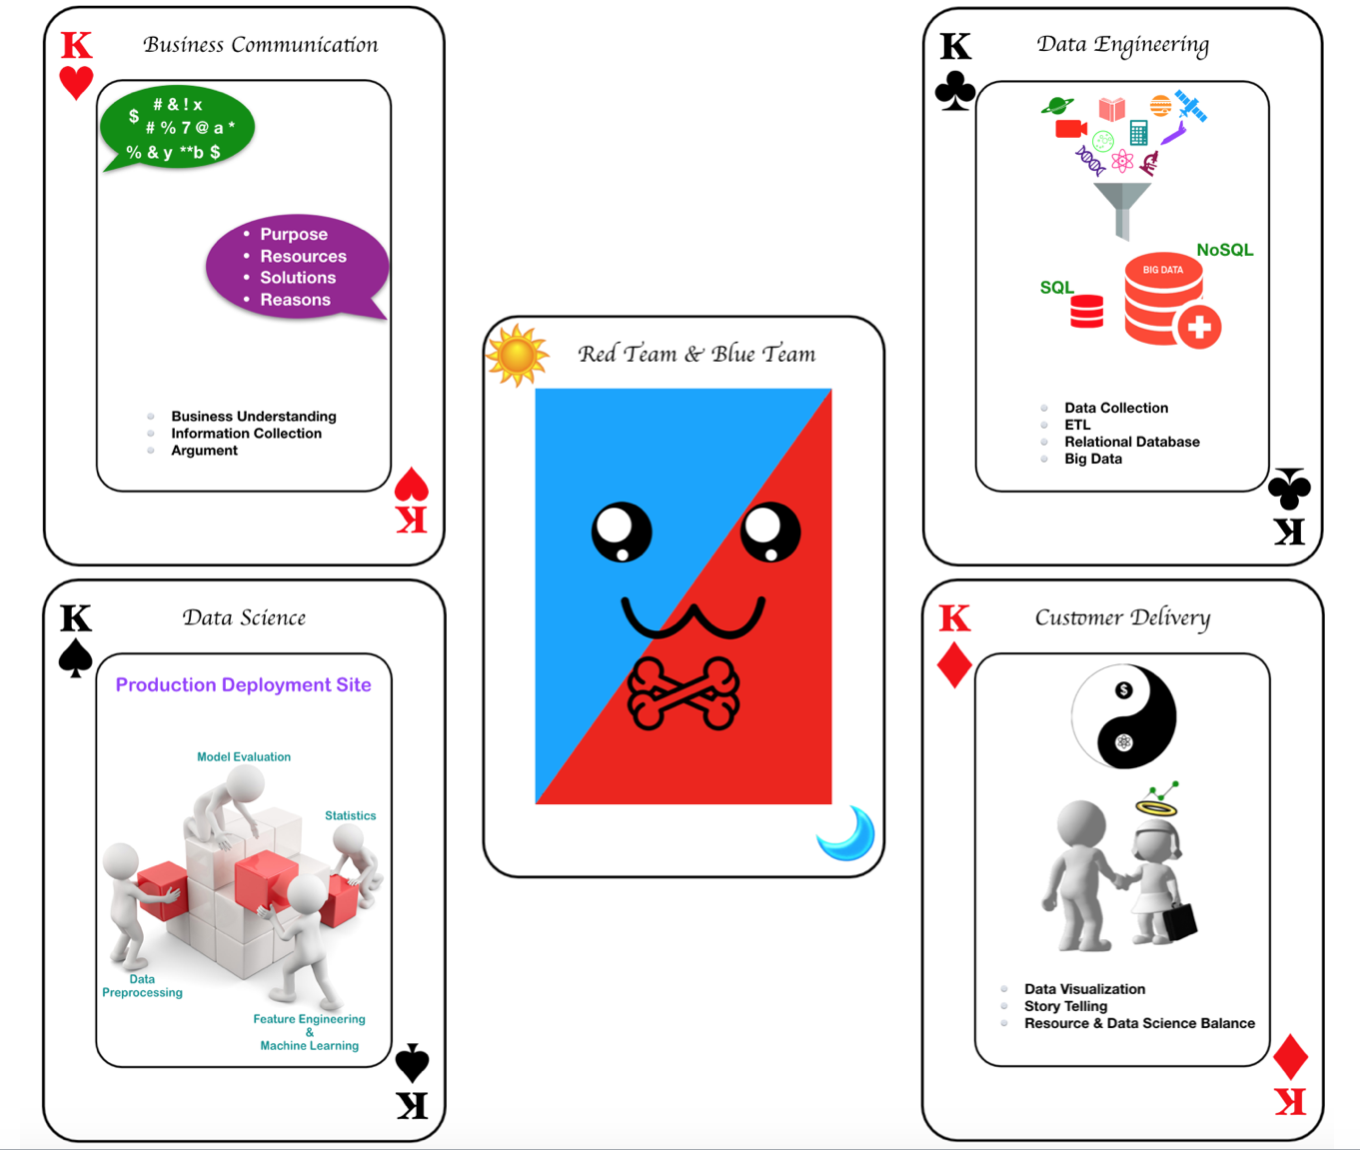 K
Business Communication
# & ! x
$
# % 7 @ a *
% & y **b $
• Purpose
• Resources
• Solutions
• Reasons
Business Understanding
Information Collection
Argument
K
K
Data Engineering
NoSQL
BIG DATA
SQL
Data Collection
ETL
Relational Database
Big Data
K
Red Team & Blue Team
K
Data Science
Production Deployment Site
Model Evaluation
Statistics
Data
Preprocessing
Feature Engineering
&
Machine Learning
K
K
Customer Delivery
$
Data Visualization
Story Telling
Resource & Data Science Balance
K